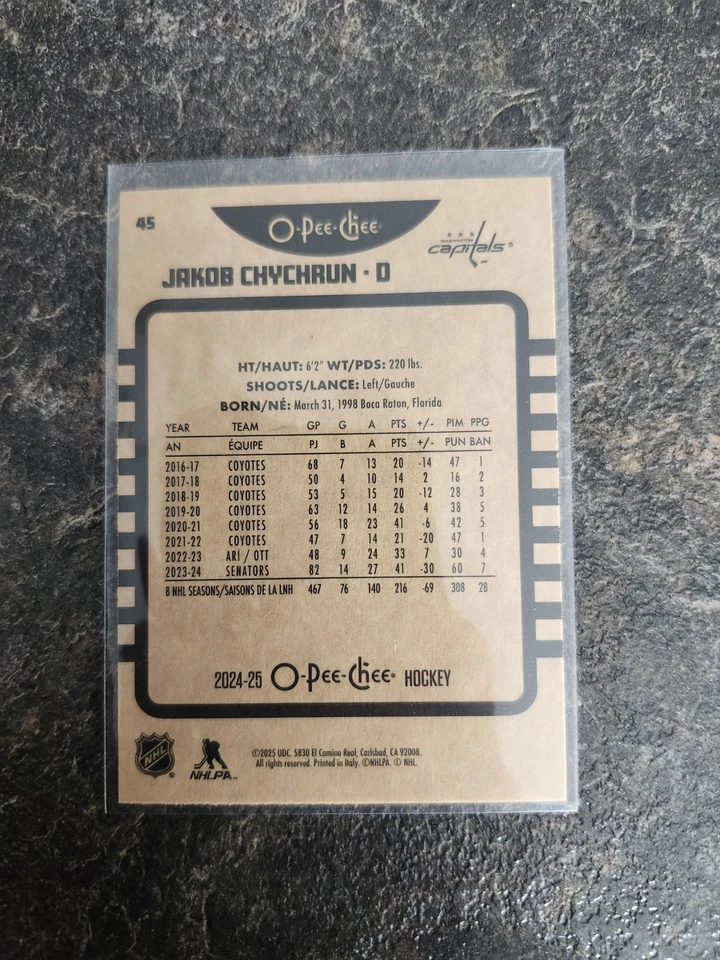 45
O-Pee-Chee
WASHINGTON
capitals
JAKOB CHYCHRUN - D
HT/HAUT: 6'2" WT/PDS: 220 lbs.
SHOOTS/LANCE: Left/Gauche
BORN/NÉ: March 31, 1998 Boca Raton, Florida
YEAR TEAM GP G A PTS +/- PIM PPG
AN ÉQUIPE PJ B A PTS +/- PUN BAN
2016-17 COYOTES 68 7 13 20 -14 47 1
2017-18 COYOTES 50 4 10 14 2 16 2
2018-19 COYOTES 53 5 15 20 -12 28 3
2019-20 COYOTES 63 12 14 26 4 38 5
2020-21 COYOTES 56 18 23 41 -6 42 5
2021-22 COYOTES 47 7 14 21 -20 47 1
2022-23 ARI / OTT 48 9 24 33 7 30 4
2023-24 SENATORS 82 14 27 41 -30 60 7
8 NHL SEASONS/SAISONS DE LA LNH 467 76 140 216 -69 308 28
2024-25 O-Pee-Chee HOCKEY
NHL
NHLPA
©2025 UDC. 5830 El Camino Real, Carlsbad, CA 92008.
All rights reserved. Printed in Italy. ©NHLPA. © NHL.